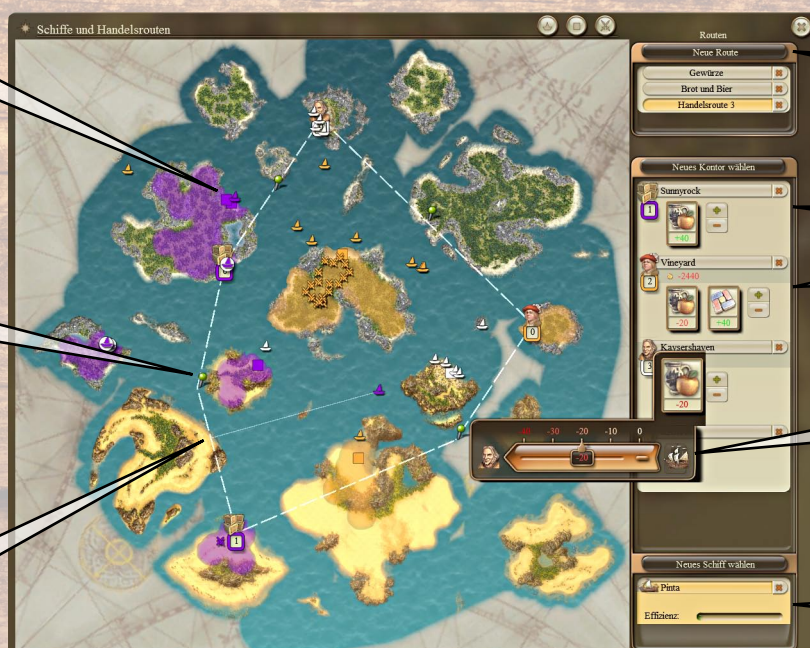 Schiffe und Handelsrouten
Routen
Neue Route
Gewürze
Brot und Bier
Handelsroute 3
Neues Kontor wählen
Sunnyrock
1
+40
Vineyard
2
-2440
-20
+40
Kaysershaven
3
-20
-40 -30 -20 -10 0
-20
0
1
Neues Schiff wählen
Pinta
Effizienz: